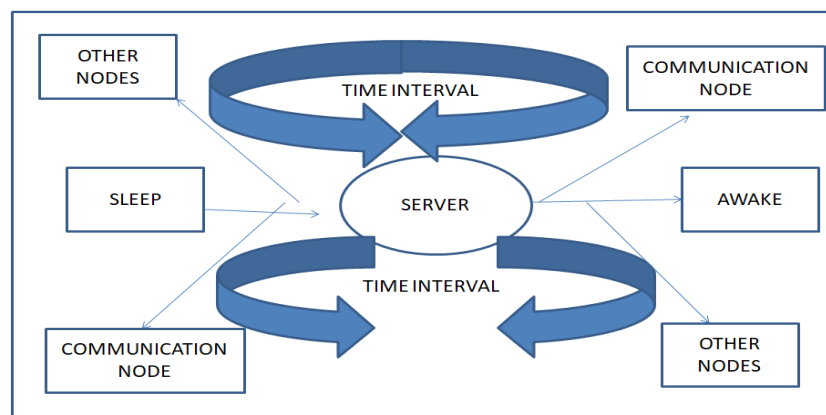 OTHER
NODES
TIME INTERVAL
COMMUNICATION
NODE
SLEEP
SERVER
AWAKE
TIME INTERVAL
COMMUNICATION
NODE
OTHER
NODES